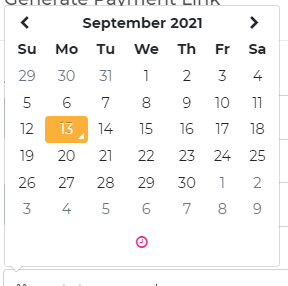 Generate Payment Link
September 2021
Su Mo Tu We Th Fr Sa
29 30 31 1 2 3 4
5 6 7 8 9 10 11
12 13 14 15 16 17 18
19 20 21 22 23 24 25
26 27 28 29 30 1 2
3 4 5 6 7 8 9